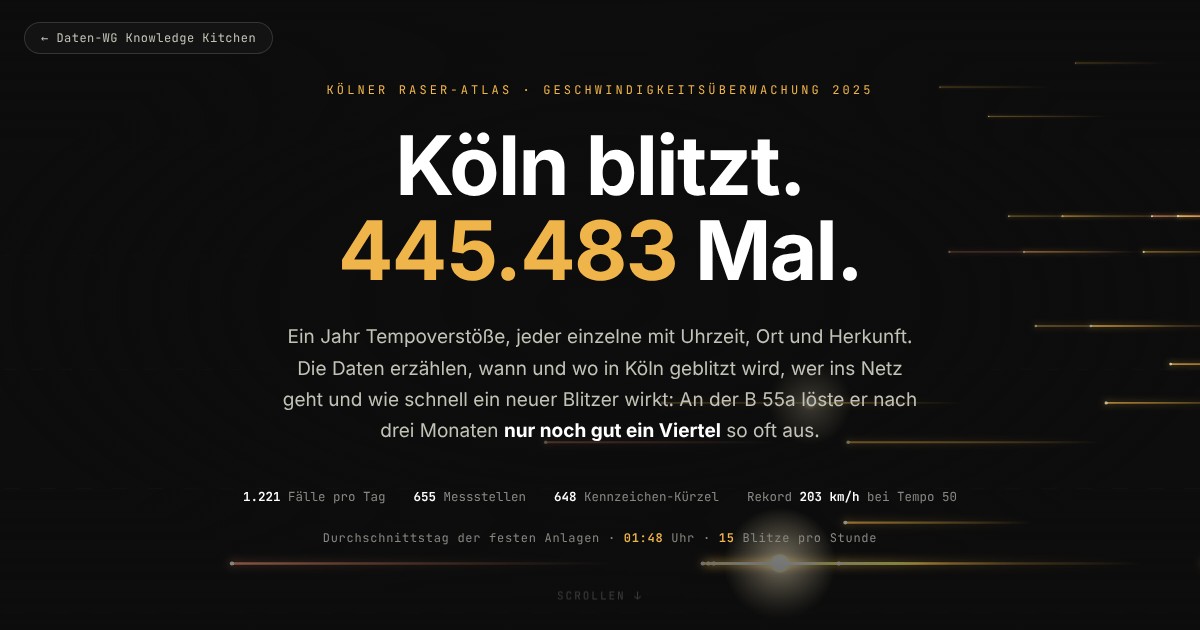 ← Daten-WG Knowledge Kitchen
KÖLNER RASER-ATLAS · GESCHWINDIGKEITSÜBERWACHUNG 2025
Köln blitzt.
445.483 Mal.
Ein Jahr Tempoverstöße, jeder einzelne mit Uhrzeit, Ort und Herkunft.
Die Daten erzählen, wann und wo in Köln geblitzt wird, wer ins Netz
geht und wie schnell ein neuer Blitzer wirkt: An der B 55a löste er nach
drei Monaten nur noch gut ein Viertel so oft aus.
1.221 Fälle pro Tag 655 Messstellen 648 Kennzeichen-Kürzel Rekord 203 km/h bei Tempo 50
Durchschnittstag der festen Anlagen · 01:48 Uhr · 15 Blitze pro Stunde
SCROLLEN ↓